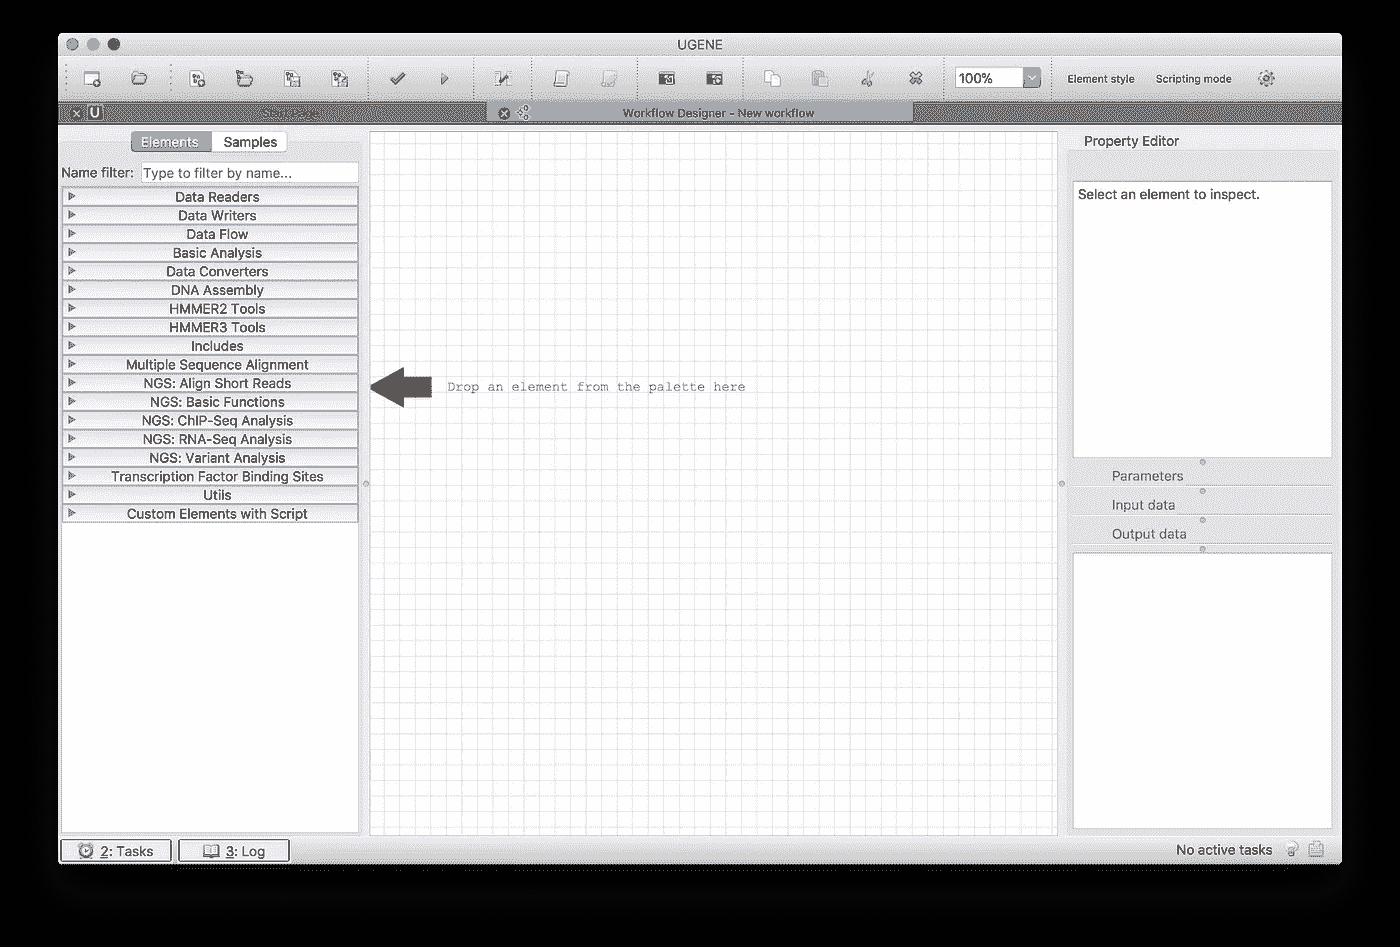 UGENE
100%
Element style
Scripting mode
U
Start Page
Workflow Designer - New workflow
Elements
Samples
Name filter:
Type to filter by name...
Data Readers
Data Writers
Data Flow
Basic Analysis
Data Converters
DNA Assembly
HMMER2 Tools
HMMER3 Tools
Includes
Multiple Sequence Alignment
NGS: Align Short Reads
NGS: Basic Functions
NGS: ChIP-Seq Analysis
NGS: RNA-Seq Analysis
NGS: Variant Analysis
Transcription Factor Binding Sites
Utils
Custom Elements with Script
Drop an element from the palette here
Property Editor
Select an element to inspect.
Parameters
Input data
Output data
2: Tasks
3: Log
No active tasks